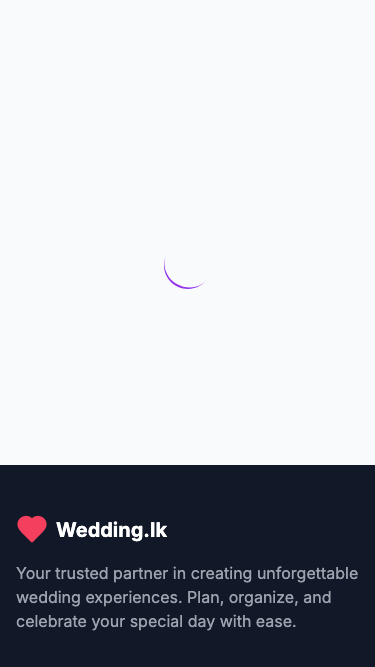 Wedding.lk
Your trusted partner in creating unforgettable
wedding experiences. Plan, organize, and
celebrate your special day with ease.